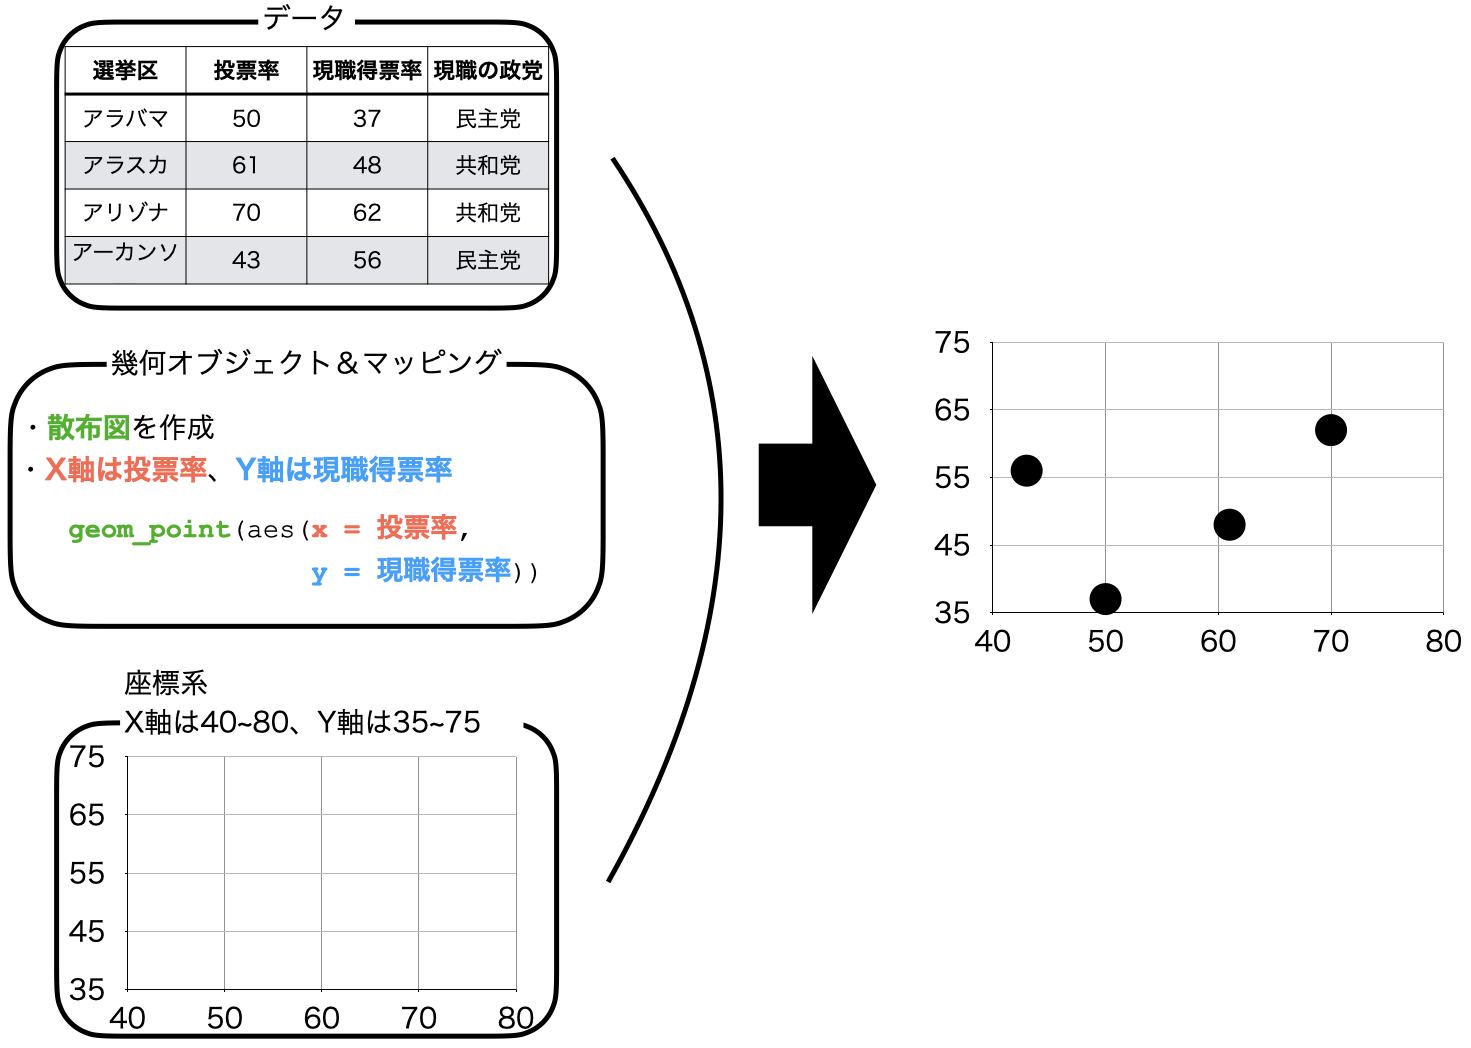 データ
選挙区 投票率 現職得票率 現職の政党
アラバマ 50 37 民主党
アラスカ 61 48 共和党
アリゾナ 70 62 共和党
アーカンソ 43 56 民主党
幾何オブジェクト＆マッピング
・散布図を作成
・X軸は投票率、Y軸は現職得票率
geom_point(aes(x = 投票率,
y = 現職得票率))
座標系
X軸は40~80、Y軸は35~75
75
65
55
45
35
40 50 60 70 80
75
65
55
45
35
40 50 60 70 80